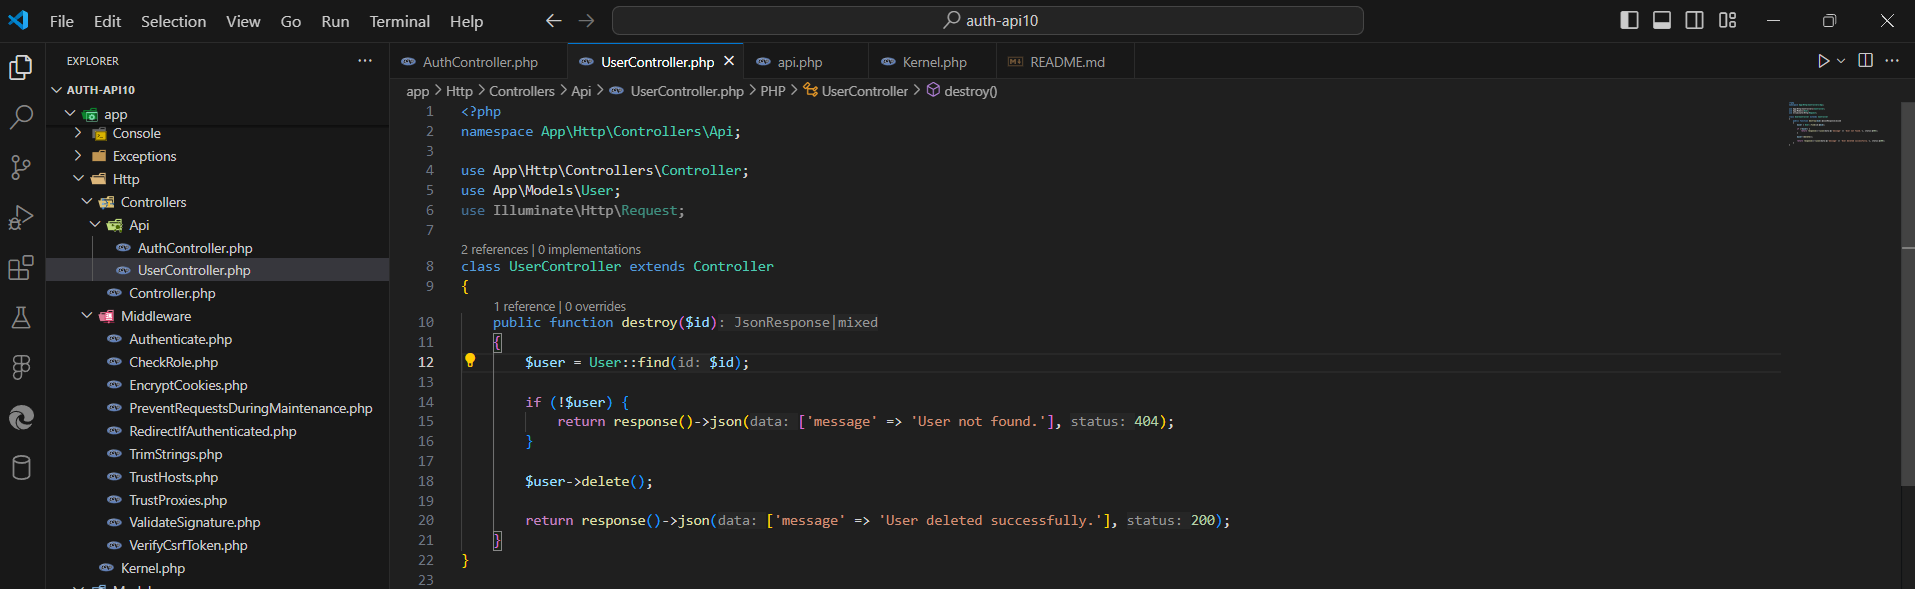 File Edit Selection View Go Run Terminal Help auth-api10
EXPLORER
AUTH-API10
app
Console
Exceptions
Http
Controllers
Api
AuthController.php
UserController.php
Controller.php
Middleware
Authenticate.php
CheckRole.php
EncryptCookies.php
PreventRequestsDuringMaintenance.php
RedirectIfAuthenticated.php
TrimStrings.php
TrustHosts.php
TrustProxies.php
ValidateSignature.php
VerifyCsrfToken.php
Kernel.php
AuthController.php UserController.php api.php Kernel.php README.md
app > Http > Controllers > Api > UserController.php > PHP > UserController > destroy()
1 <?php
2 namespace App\Http\Controllers\Api;
3
4 use App\Http\Controllers\Controller;
5 use App\Models\User;
6 use Illuminate\Http\Request;
7
2 references | 0 implementations
8 class UserController extends Controller
9 {
1 reference | 0 overrides
10 public function destroy($id): JsonResponse|mixed
11 {
12 $user = User::find(id: $id);
13
14 if (!$user) {
15 return response()->json(data: ['message' => 'User not found.'], status: 404);
16 }
17
18 $user->delete();
19
20 return response()->json(data: ['message' => 'User deleted successfully.'], status: 200);
21 }
22 }
23